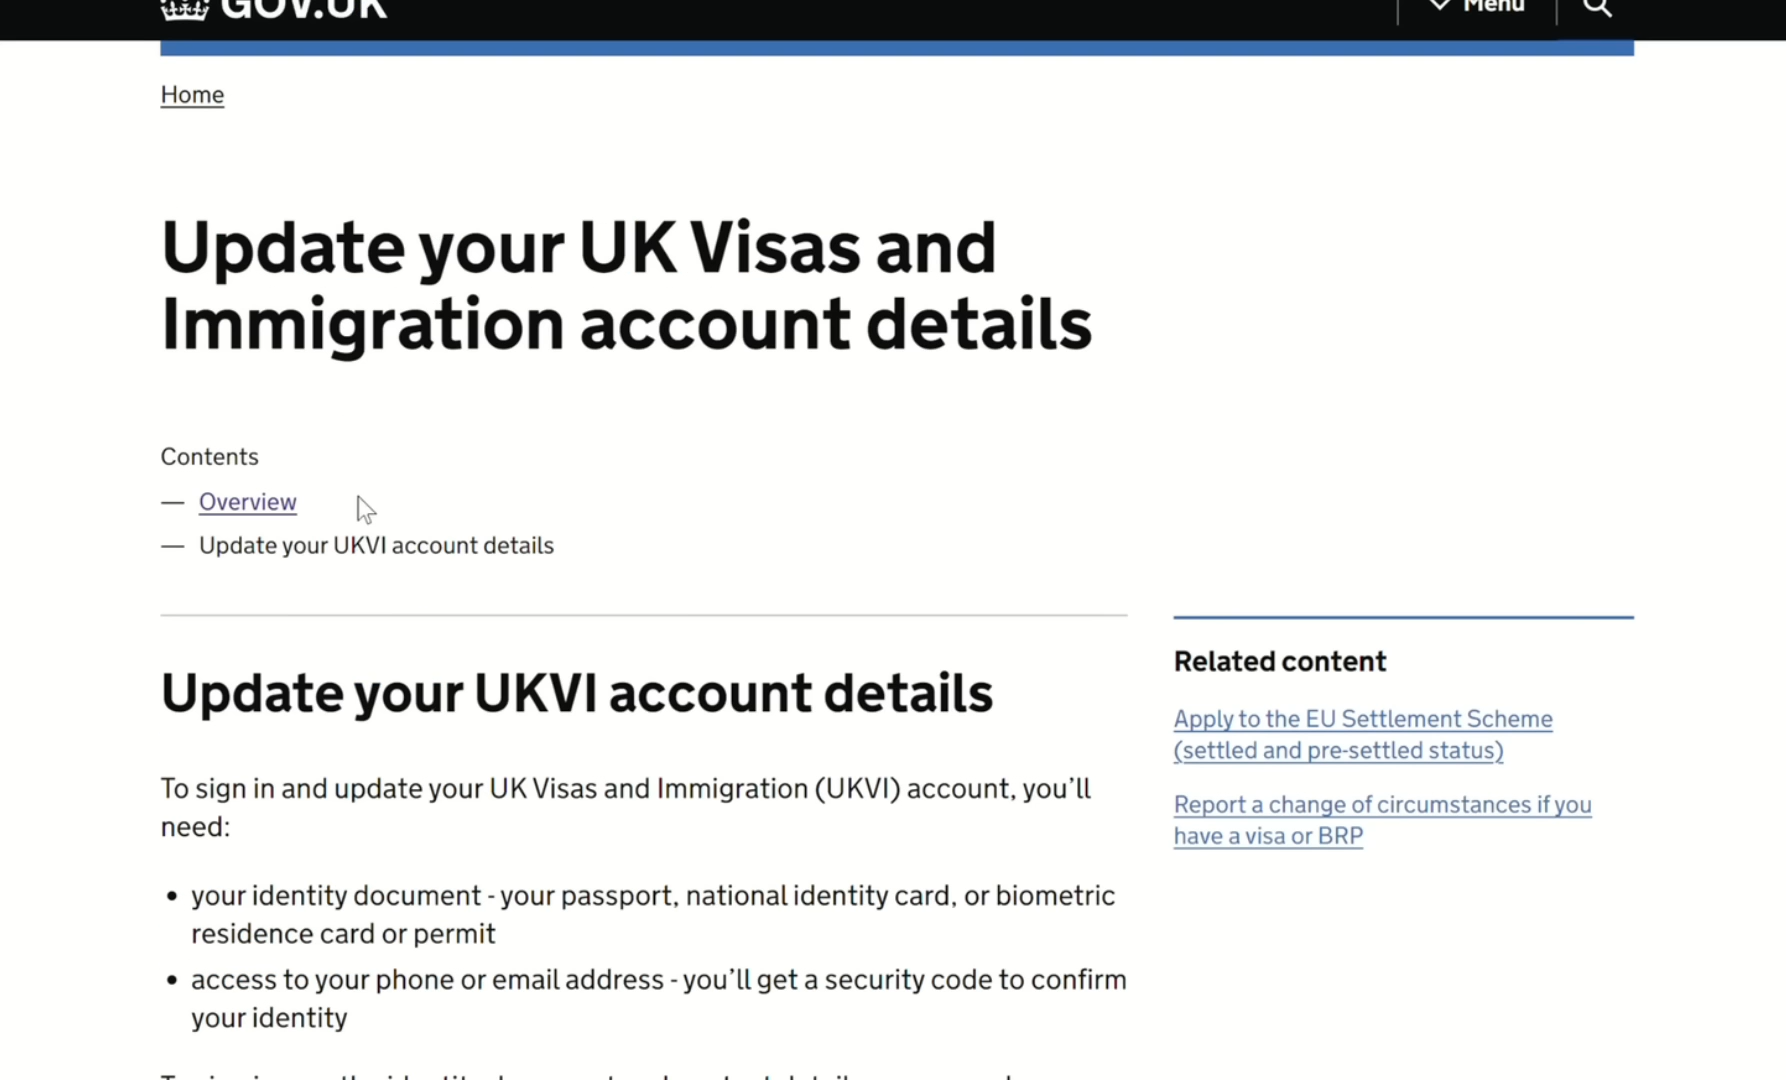 GOV.UK
Menu
Home
Update your UK Visas and
Immigration account details
Contents
— Overview
— Update your UKVI account details
Update your UKVI account details
To sign in and update your UK Visas and Immigration (UKVI) account, you’ll
need:
• your identity document - your passport, national identity card, or biometric
residence card or permit
• access to your phone or email address - you’ll get a security code to confirm
your identity
Related content
Apply to the EU Settlement Scheme
(settled and pre-settled status)
Report a change of circumstances if you
have a visa or BRP